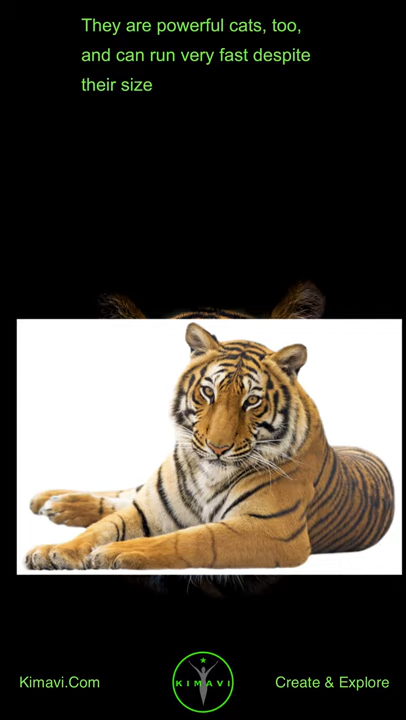 They are powerful cats, too,
and can run very fast despite
their size
Kimavi.Com
KIMAVI
Create & Explore